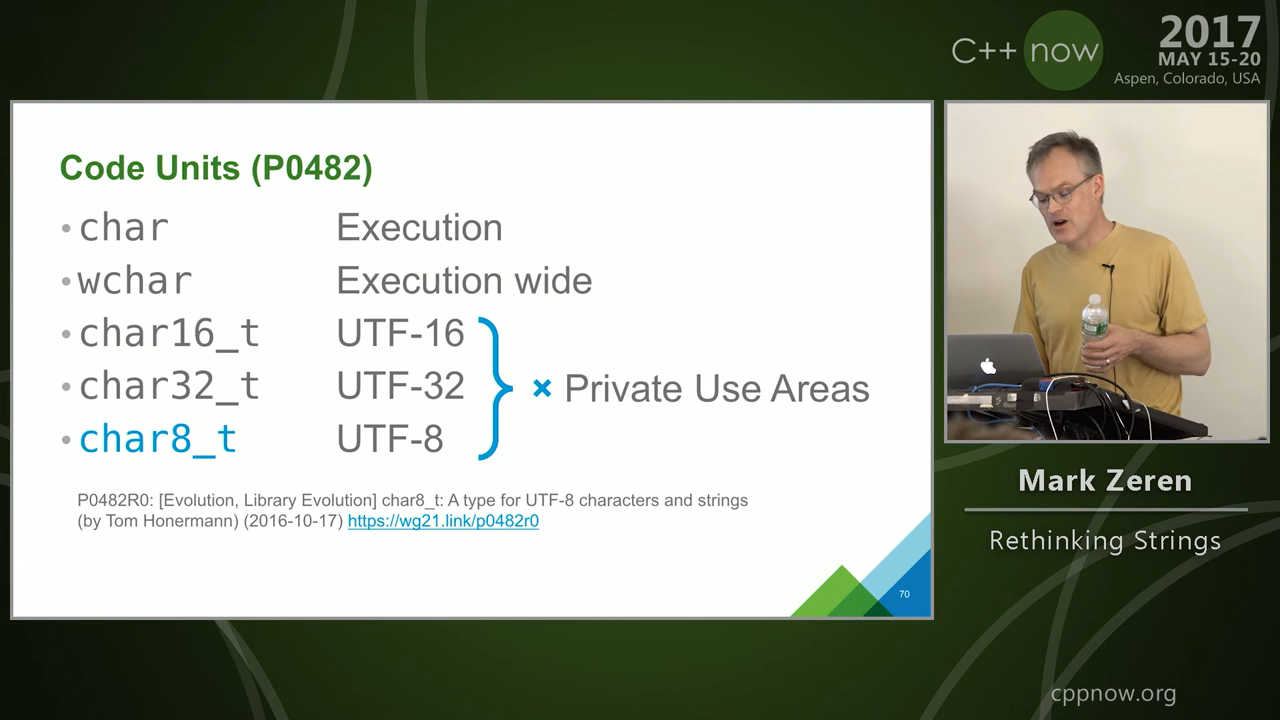 C++ now
2017
MAY 15-20
Aspen, Colorado, USA
Code Units (P0482)
• char Execution
• wchar Execution wide
• char16_t UTF-16
• char32_t UTF-32 × Private Use Areas
• char8_t UTF-8
P0482R0: [Evolution, Library Evolution] char8_t: A type for UTF-8 characters and strings
(by Tom Honermann) (2016-10-17) https://wg21.link/p0482r0
70
Mark Zeren
Rethinking Strings
cppnow.org